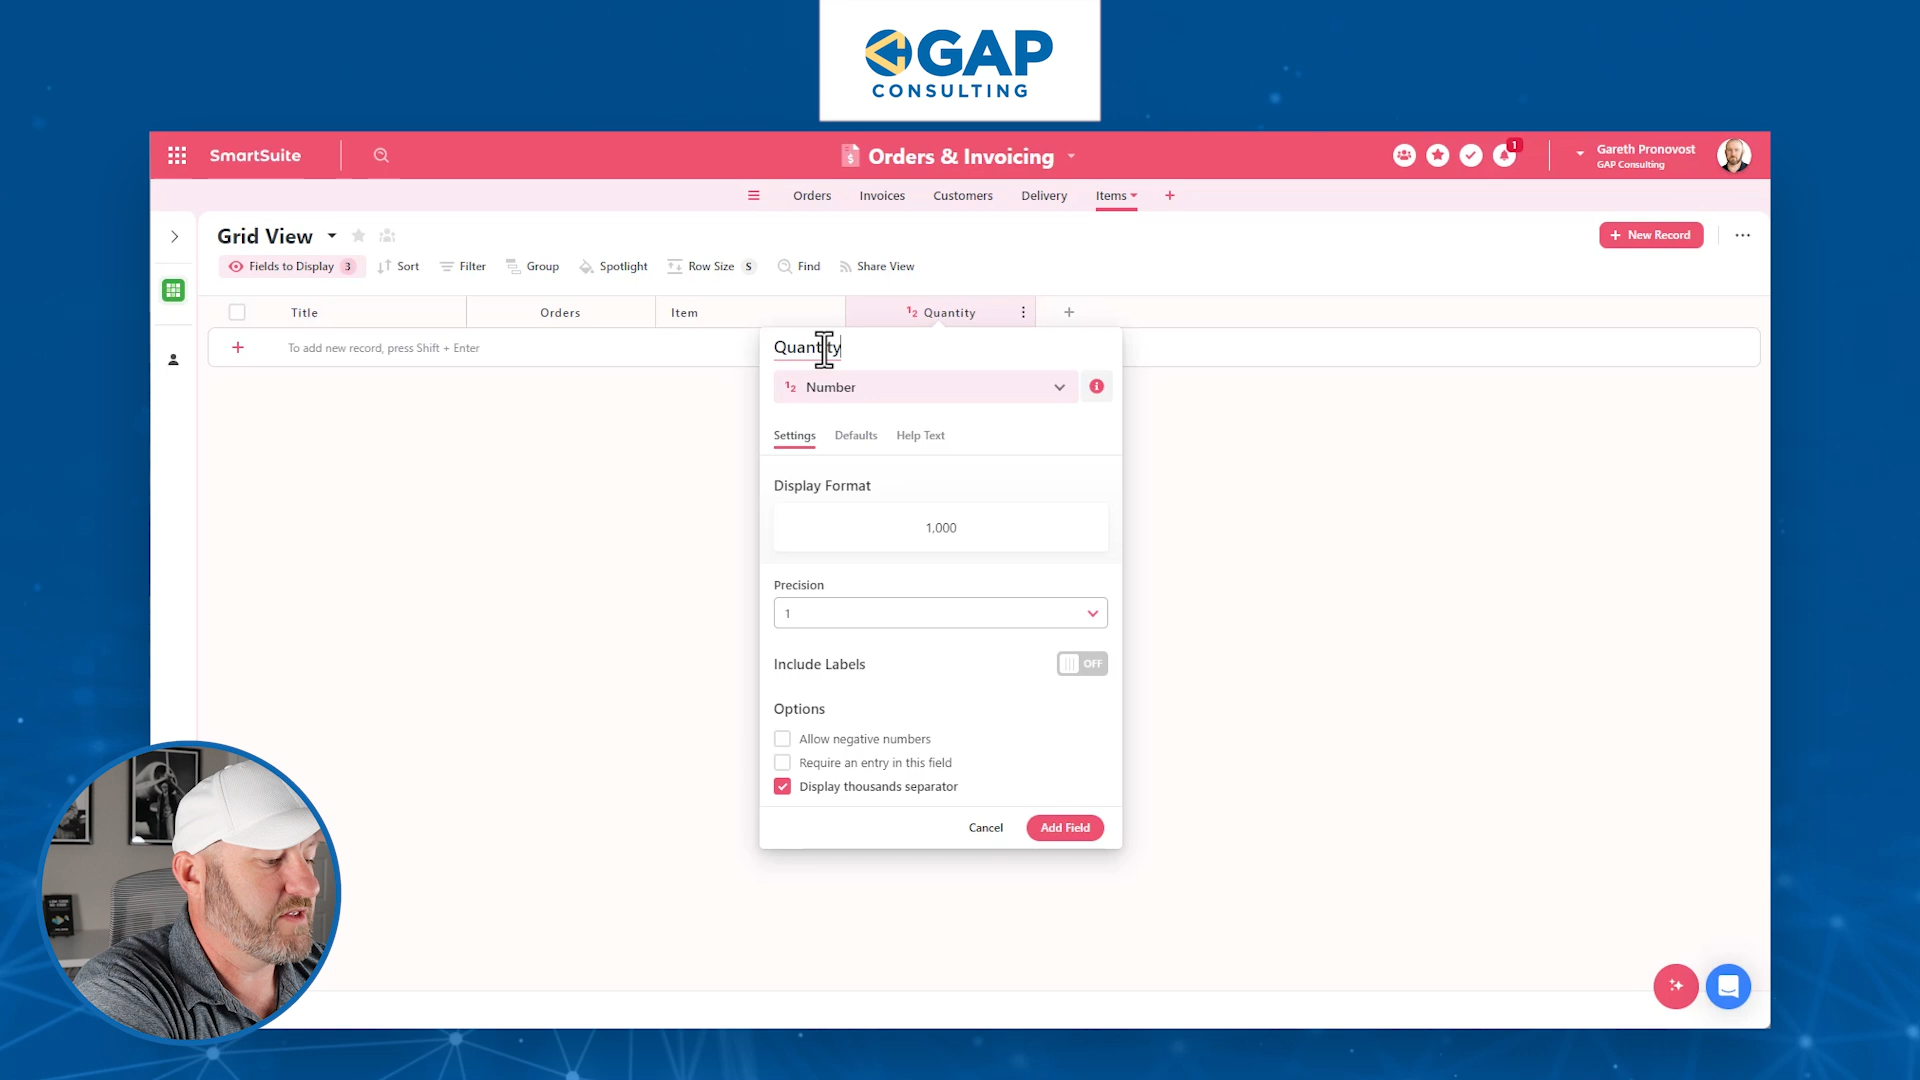 GAP
CONSULTING
SmartSuite
Orders & Invoicing
1
Gareth Pronovost
GAP Consulting
Orders
Invoices
Customers
Delivery
Items
Grid View
New Record
Fields to Display 3
Sort
Filter
Group
Spotlight
Row Size S
Find
Share View
Title
Orders
Item
Quantity
To add new record, press Shift + Enter
Quantity
Number
Settings
Defaults
Help Text
Display Format
1,000
Precision
1
Include Labels
OFF
Options
Allow negative numbers
Require an entry in this field
Display thousands separator
Cancel
Add Field